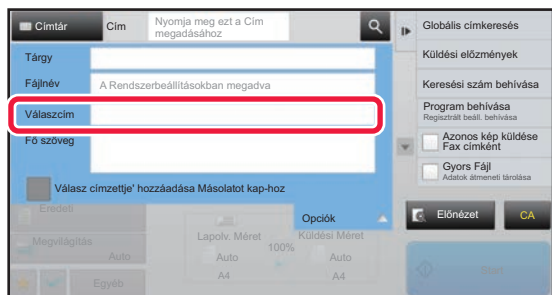 Címtár
Cím
Nyomja meg ezt a Cím
megadásához
Tárgy
Fájlnév
A Rendszerbeállításokban megadva
Válaszcím
Fő szöveg
Válasz címzettje' hozzáadása Másolatot kap-hoz
Opciók
Eredeti
Megvilágítás
Auto
Egyéb
Lapolv. Méret
Auto
A4
100%
Küldési Méret
Auto
A4
Globális címkeresés
Küldési előzmények
Keresési szám behívása
Program behívása
Regisztrált beáll. behívása
Azonos kép küldése
Fax címként
Gyors Fájl
Adatok átmeneti tárolása
Előnézet
CA
Start